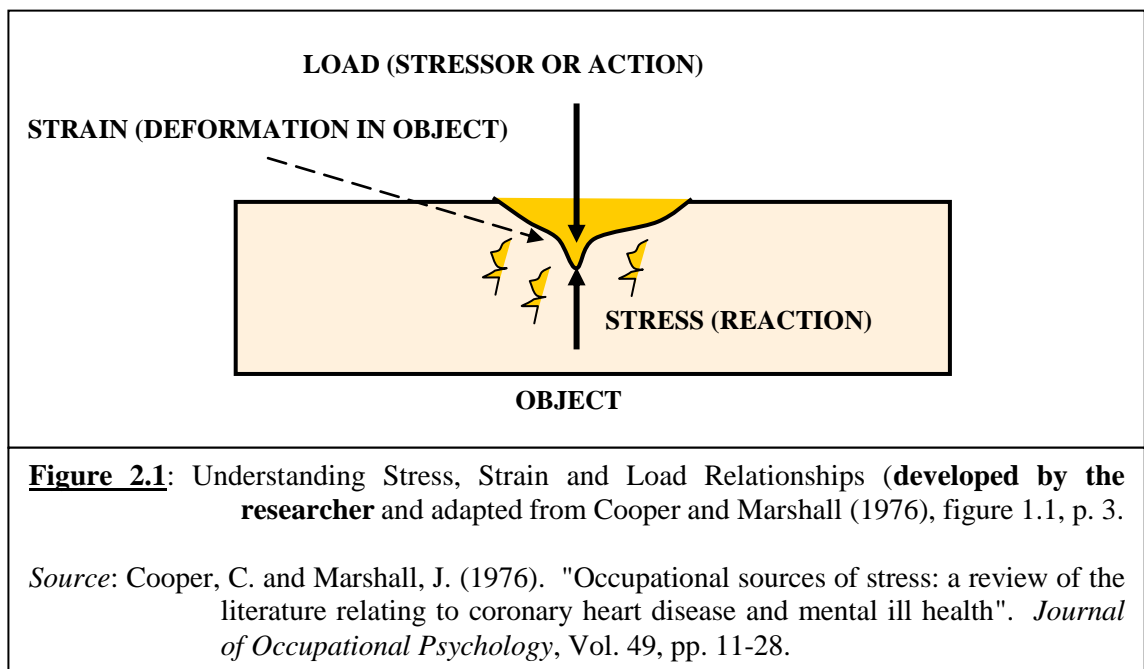 LOAD (STRESSOR OR ACTION)
STRAIN (DEFORMATION IN OBJECT)
STRESS (REACTION)
OBJECT
Figure 2.1: Understanding Stress, Strain and Load Relationships (developed by the
researcher and adapted from Cooper and Marshall (1976), figure 1.1, p. 3.
Source: Cooper, C. and Marshall, J. (1976). "Occupational sources of stress: a review of the
literature relating to coronary heart disease and mental ill health". Journal
of Occupational Psychology, Vol. 49, pp. 11-28.